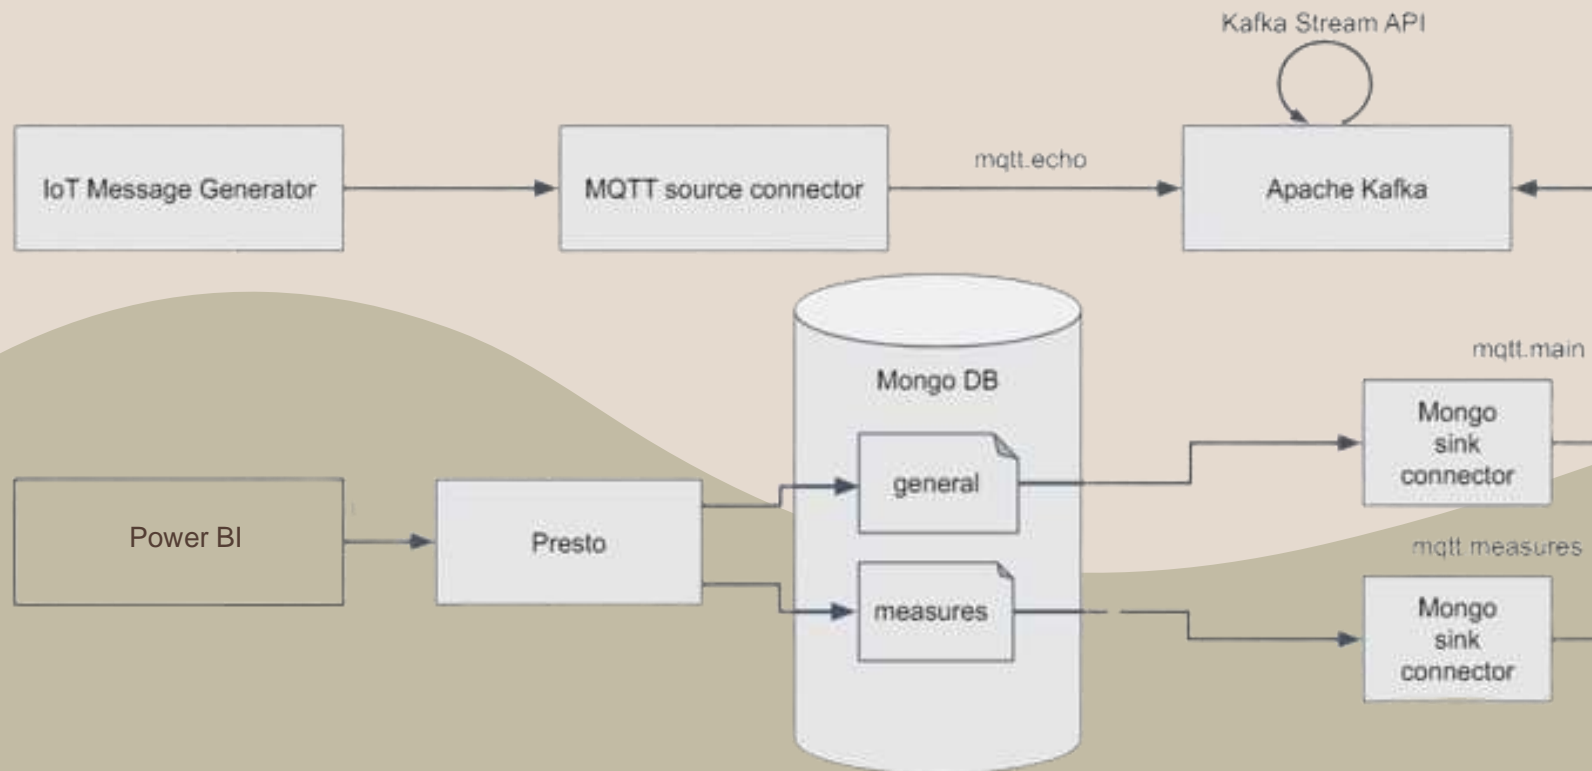 Kafka Stream API
IoT Message Generator
MQTT source connector
mqtt.echo
Apache Kafka
Mongo DB
mqtt.main
Mongo
sink
connector
general
Power BI
Presto
mqtt measures
measures
Mongo
sink
connector